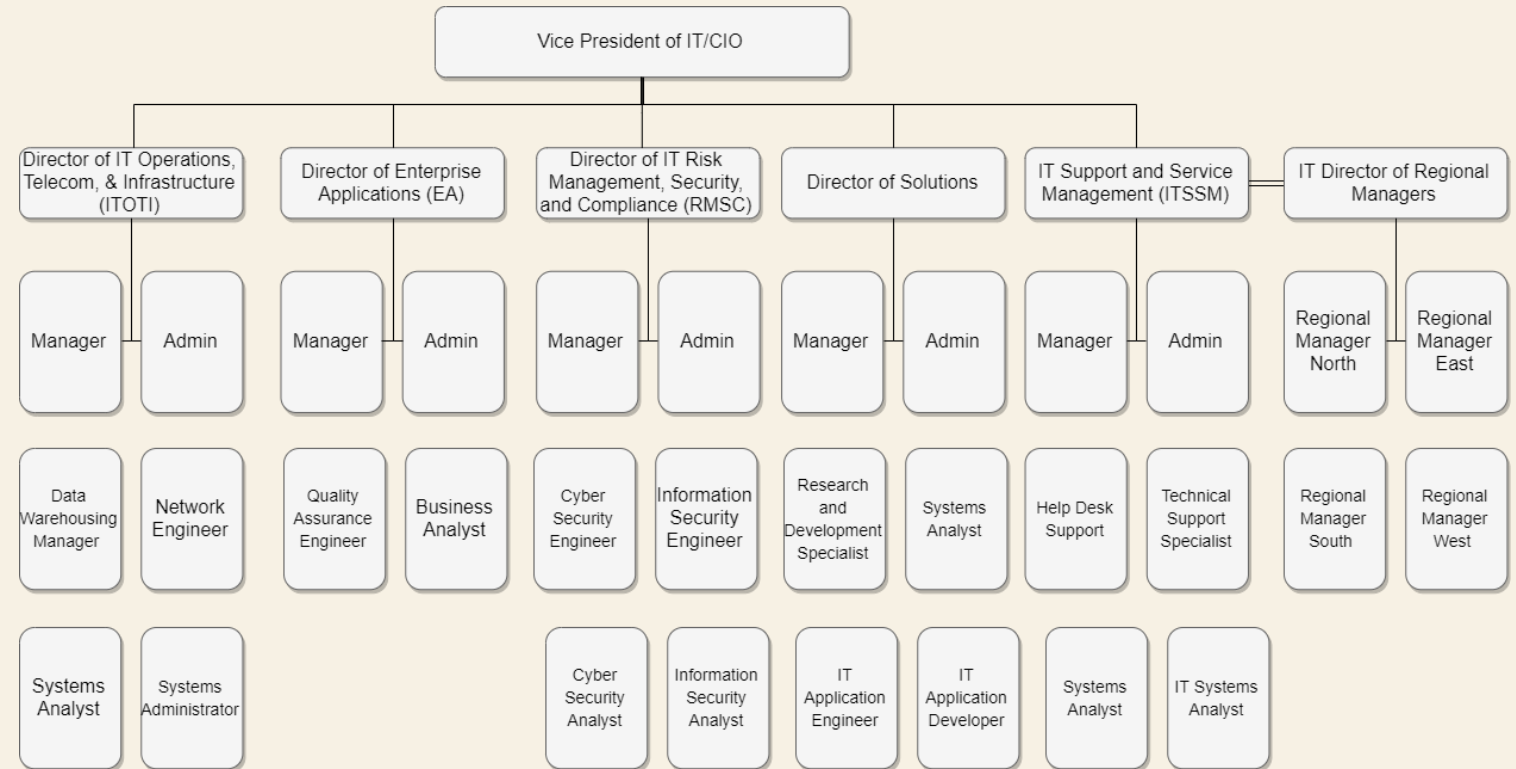 Vice President of IT/CIO
Director of IT Operations,
Telecom, & Infrastructure
(ITOTI)
Director of Enterprise
Applications (EA)
Director of IT Risk
Management, Security,
and Compliance (RMSC)
Director of Solutions
IT Support and Service
Management (ITSSM)
IT Director of Regional
Managers
Manager
Admin
Manager
Admin
Manager
Admin
Manager
Admin
Manager
Admin
Regional
Manager
North
Regional
Manager
East
Data
Warehousing
Manager
Network
Engineer
Quality
Assurance
Engineer
Business
Analyst
Cyber
Security
Engineer
Information
Security
Engineer
Research
and
Development
Specialist
Systems
Analyst
Help Desk
Support
Technical
Support
Specialist
Regional
Manager
South
Regional
Manager
West
Systems
Analyst
Systems
Administrator
Cyber
Security
Analyst
Information
Security
Analyst
IT
Application
Engineer
IT
Application
Developer
Systems
Analyst
IT Systems
Analyst